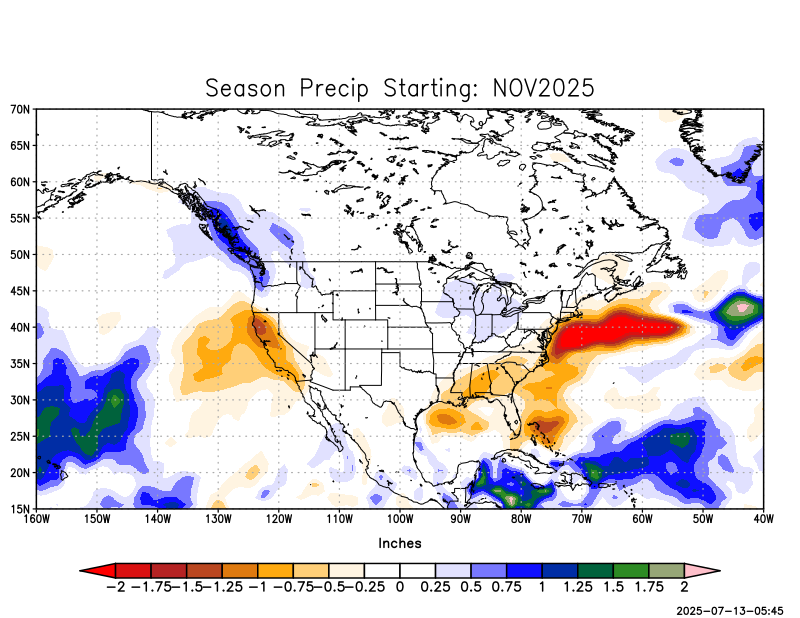 Season Precip Starting: NOV2025
70N
65N
60N
55N
50N
45N
40N
35N
30N
25N
20N
15N
160W 150W 140W 130W 120W 110W 100W 90W 80W 70W 60W 50W 40W
Inches
-2 -1.75 -1.5 -1.25 -1 -0.75 -0.5 -0.25 0 0.25 0.5 0.75 1 1.25 1.5 1.75 2
2025-07-13-05:45